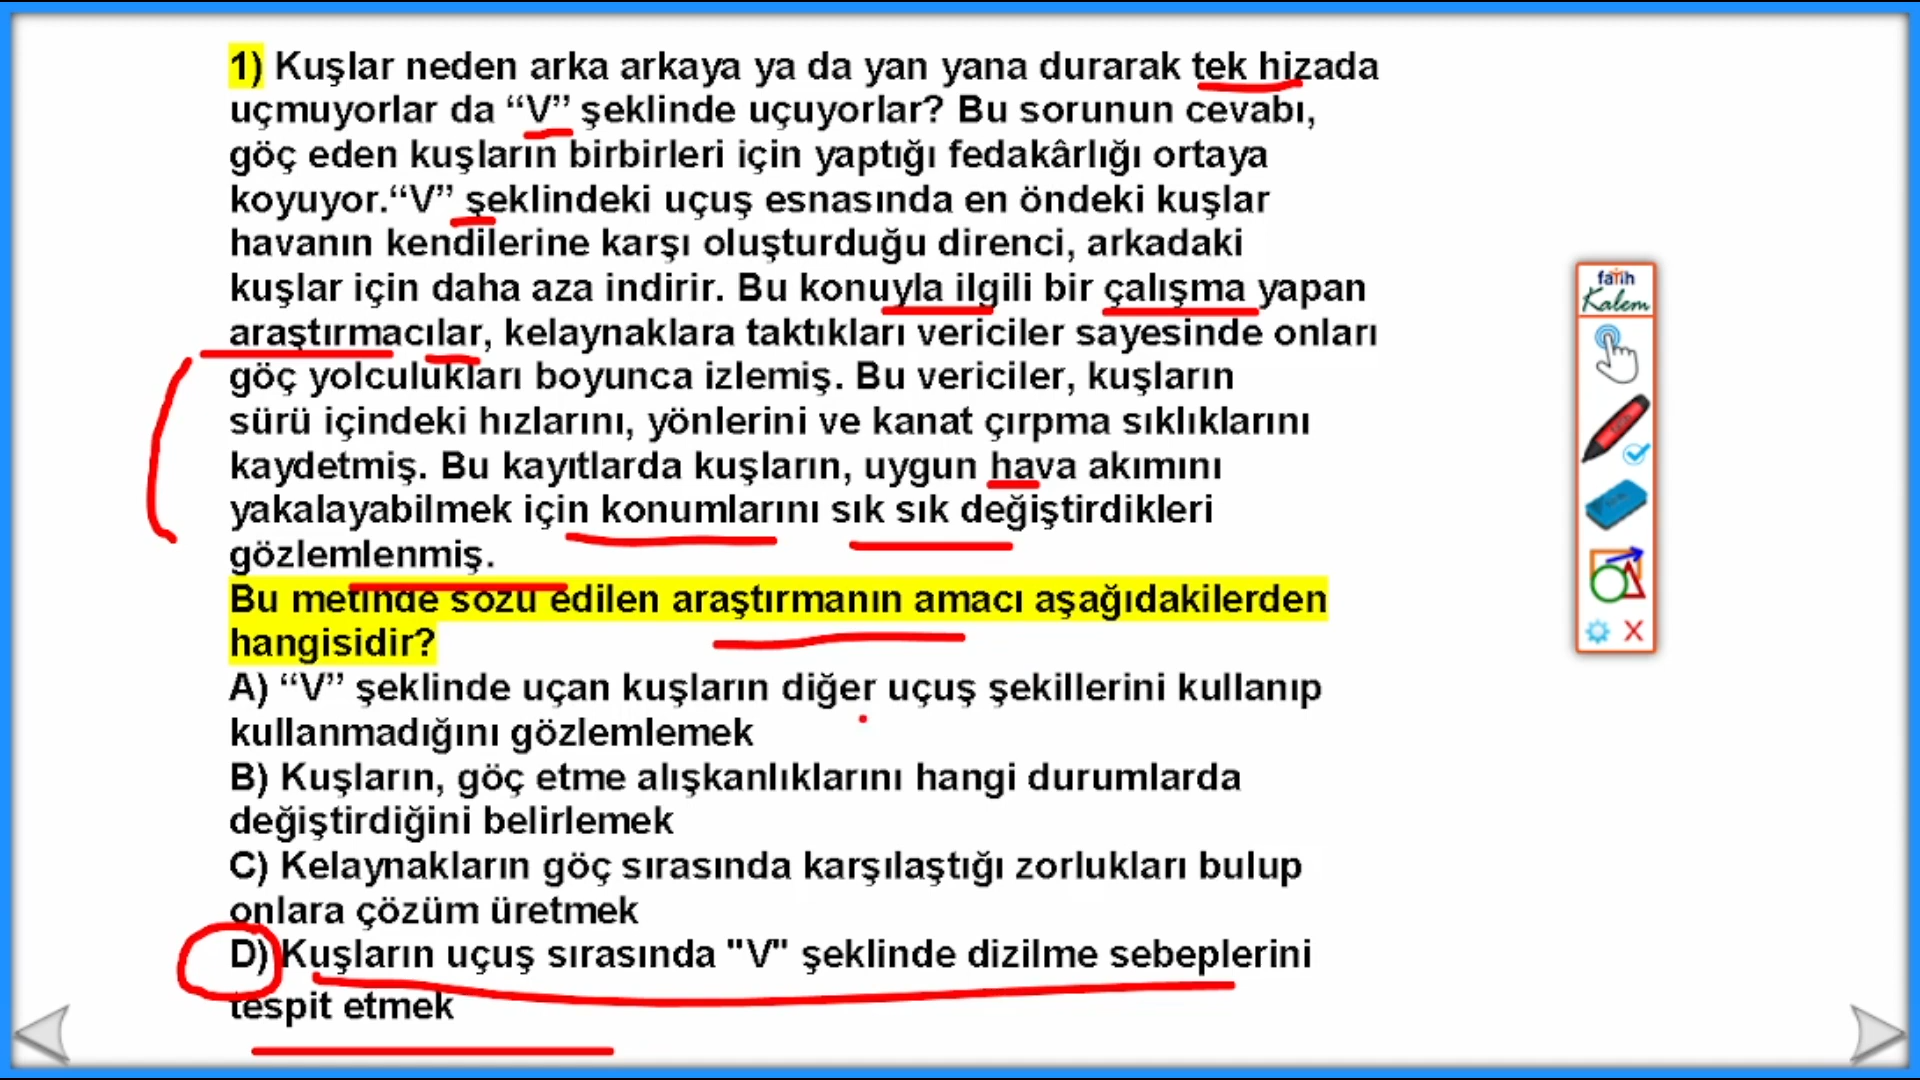 1) Kuşlar neden arka arkaya ya da yan yana durarak tek hizada
uçmuyorlar da “V” şeklinde uçuyorlar? Bu sorunun cevabı,
göç eden kuşların birbirleri için yaptığı fedakârlığı ortaya
koyuyor.“V” şeklindeki uçuş esnasında en öndeki kuşlar
havanın kendilerine karşı oluşturduğu direnci, arkadaki
kuşlar için daha aza indirir. Bu konuyla ilgili bir çalışma yapan
araştırmacılar, kelaynaklara taktıkları vericiler sayesinde onları
göç yolculukları boyunca izlemiş. Bu vericiler, kuşların
sürü içindeki hızlarını, yönlerini ve kanat çırpma sıklıklarını
kaydetmiş. Bu kayıtlarda kuşların, uygun hava akımını
yakalayabilmek için konumlarını sık sık değiştirdikleri
gözlemlenmiş.
Bu metinde sözü edilen araştırmanın amacı aşağıdakilerden
hangisidir?
A) “V” şeklinde uçan kuşların diğer uçuş şekillerini kullanıp
kullanmadığını gözlemlemek
B) Kuşların, göç etme alışkanlıklarını hangi durumlarda
değiştirdiğini belirlemek
C) Kelaynakların göç sırasında karşılaştığı zorlukları bulup
onlara çözüm üretmek
D) Kuşların uçuş sırasında "V" şeklinde dizilme sebeplerini
tespit etmek
fatih
Kalem